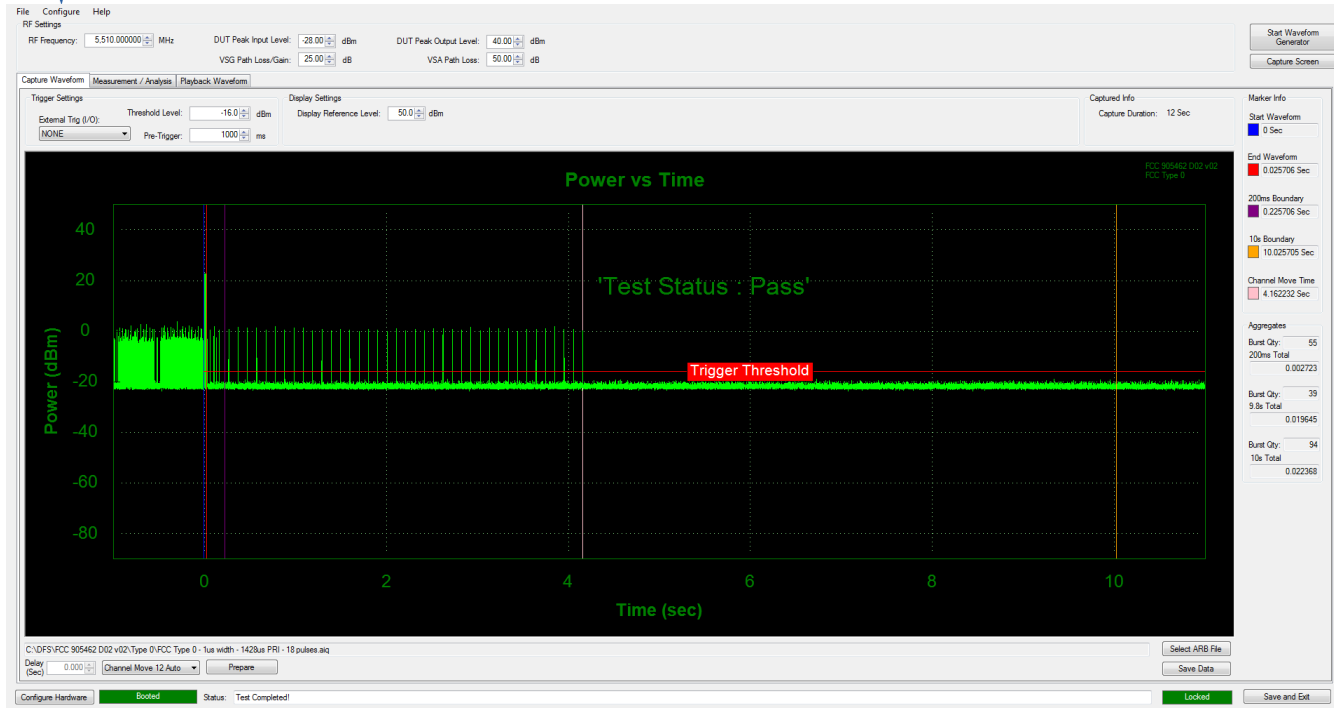 File Configure Help
RF Settings
RF Frequency: 5,510.000000 MHz DUT Peak Input Level: -28.00 dBm DUT Peak Output Level: 40.00 dBm
VSG Path Loss/Gain: 25.00 dB VSA Path Loss: 50.00 dB
Start Waveform
Generator
Capture Screen
Capture Waveform Measurement / Analysis Playback Waveform
Trigger Settings
External Trig (I/O): Threshold Level: -16.0 dBm
NONE Pre-Trigger: 1000 ms
Display Settings
Display Reference Level: 50.0 dBm
Captured Info
Capture Duration: 12 Sec
Marker Info
Start Waveform
0 Sec
End Waveform
0.025706 Sec
200ms Boundary
0.225706 Sec
10s Boundary
10.025705 Sec
Channel Move Time
4.162232 Sec
Aggregates
Burst Qty: 55
200ms Total
0.002723
Burst Qty: 39
9.8s Total
0.019645
Burst Qty: 94
10s Total
0.022368
Power vs Time
FCC 905462 D02 v02
FCC Type 0
'Test Status : Pass'
Trigger Threshold
Power (dBm)
40
20
0
-20
-40
-60
-80
0 2 4 6 8 10
Time (sec)
C:\DFS\FCC 905462 D02 v02\Type 0\FCC Type 0 - 1us width - 1428us PRI - 18 pulses.aiq
Select ARB File
Delay
(Sec) 0.000 Channel Move 12 Auto Prepare
Save Data
Configure Hardware Booted Status: Test Completed! Locked Save and Exit